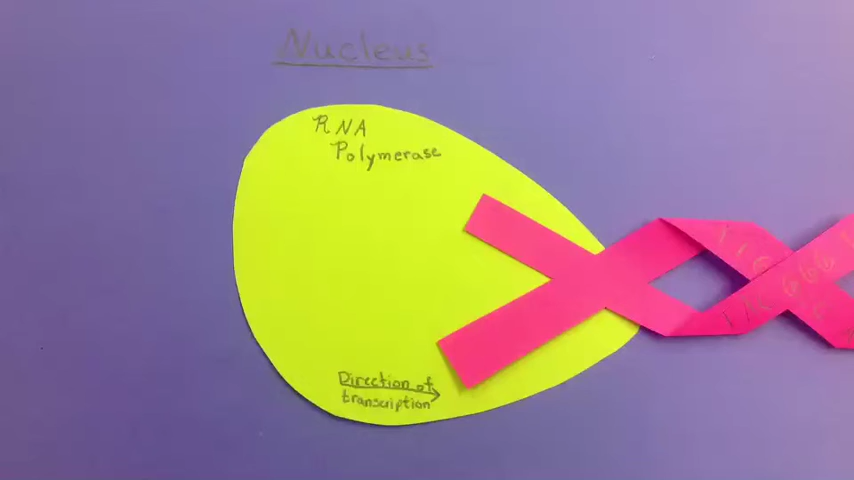 Nucleus
RNA
Polymerase
Direction of
transcription